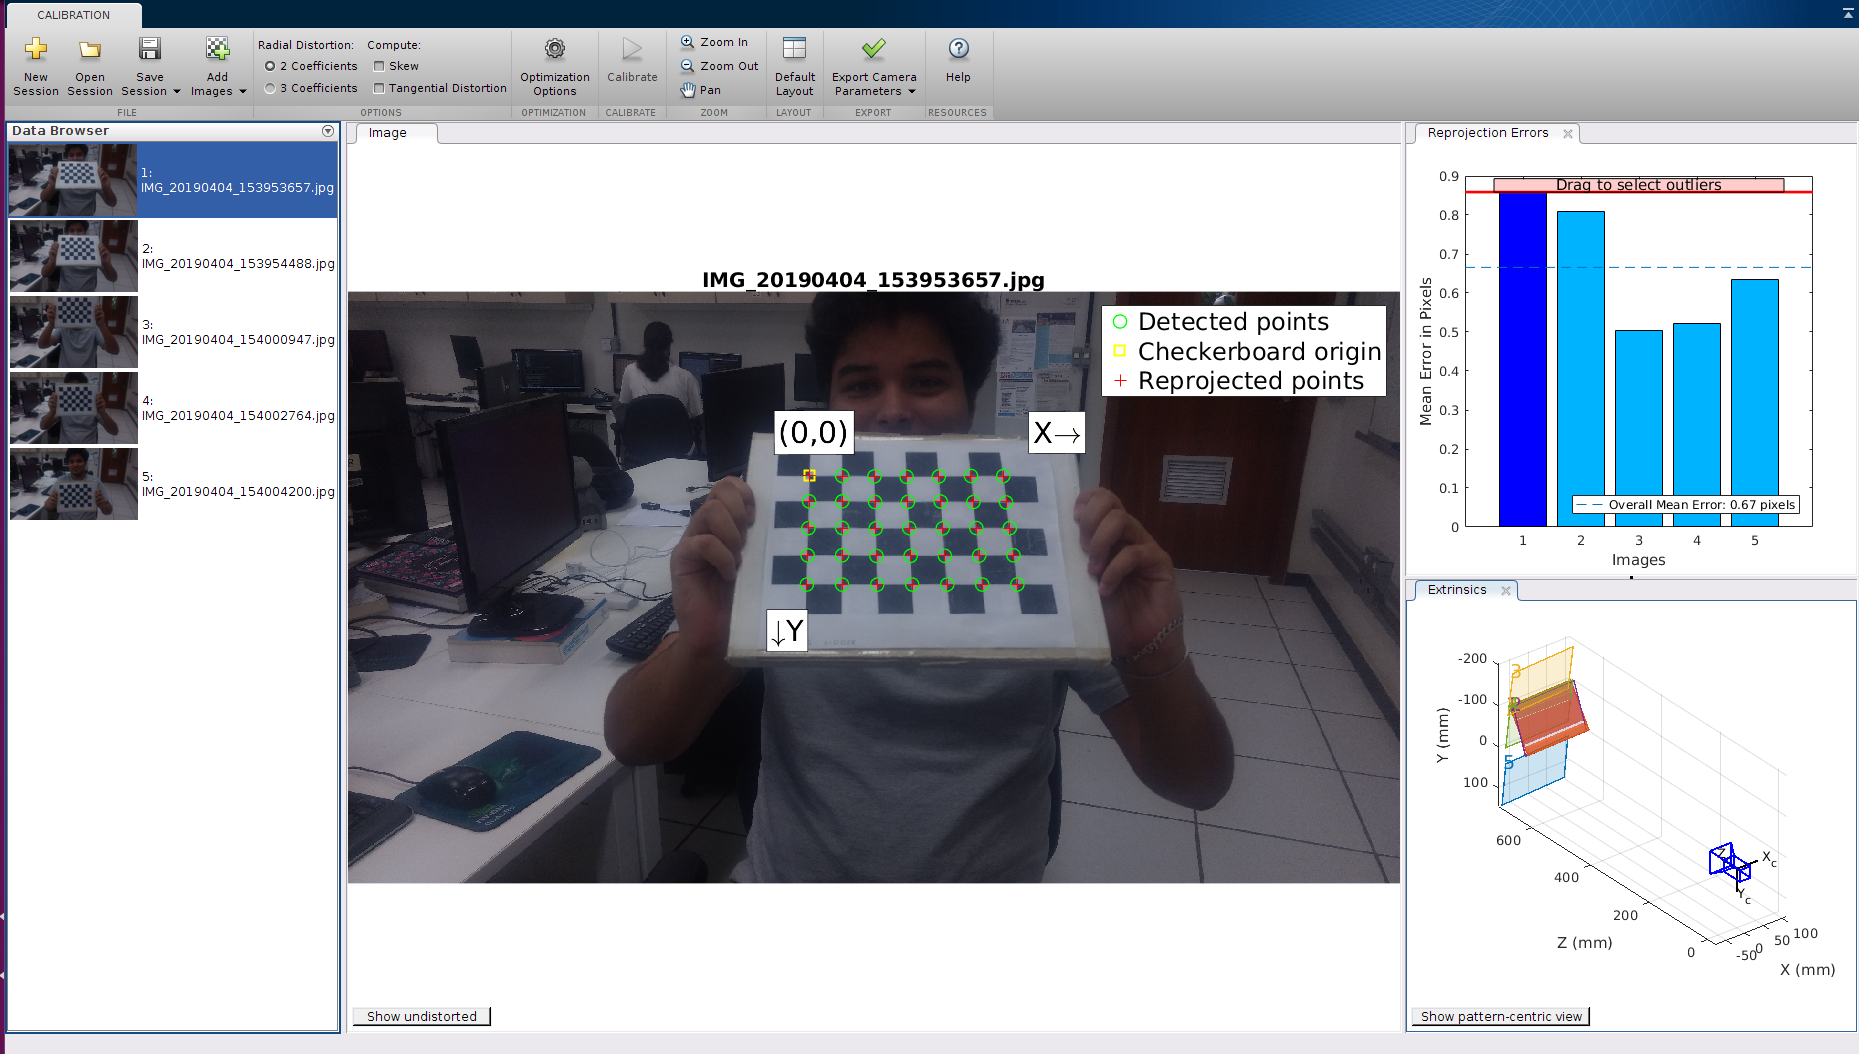 CALIBRATION
New Session
Open Session
Save Session
Add Images
FILE
Radial Distortion:
2 Coefficients
3 Coefficients
Compute:
Skew
Tangential Distortion
OPTIONS
Optimization Options
OPTIMIZATION
Calibrate
CALIBRATE
Zoom In
Zoom Out
Pan
ZOOM
Default Layout
LAYOUT
Export Camera Parameters
EXPORT
Help
RESOURCES
Data Browser
1:
IMG_20190404_153953657.jpg
2:
IMG_20190404_153954488.jpg
3:
IMG_20190404_154000947.jpg
4:
IMG_20190404_154002764.jpg
5:
IMG_20190404_154004200.jpg
Image
IMG_20190404_153953657.jpg
Detected points
Checkerboard origin
Reprojected points
(0,0)
X→
↓Y
Show undistorted
Reprojection Errors
Drag to select outliers
0.9
0.8
0.7
0.6
0.5
0.4
0.3
0.2
0.1
0
Mean Error in Pixels
Overall Mean Error: 0.67 pixels
1 2 3 4 5
Images
Extrinsics
-200
-100
0
100
Y (mm)
3
5
600
400
200
0
Z (mm)
-50 0 50 100
X (mm)
Xc
Yc
Show pattern-centric view